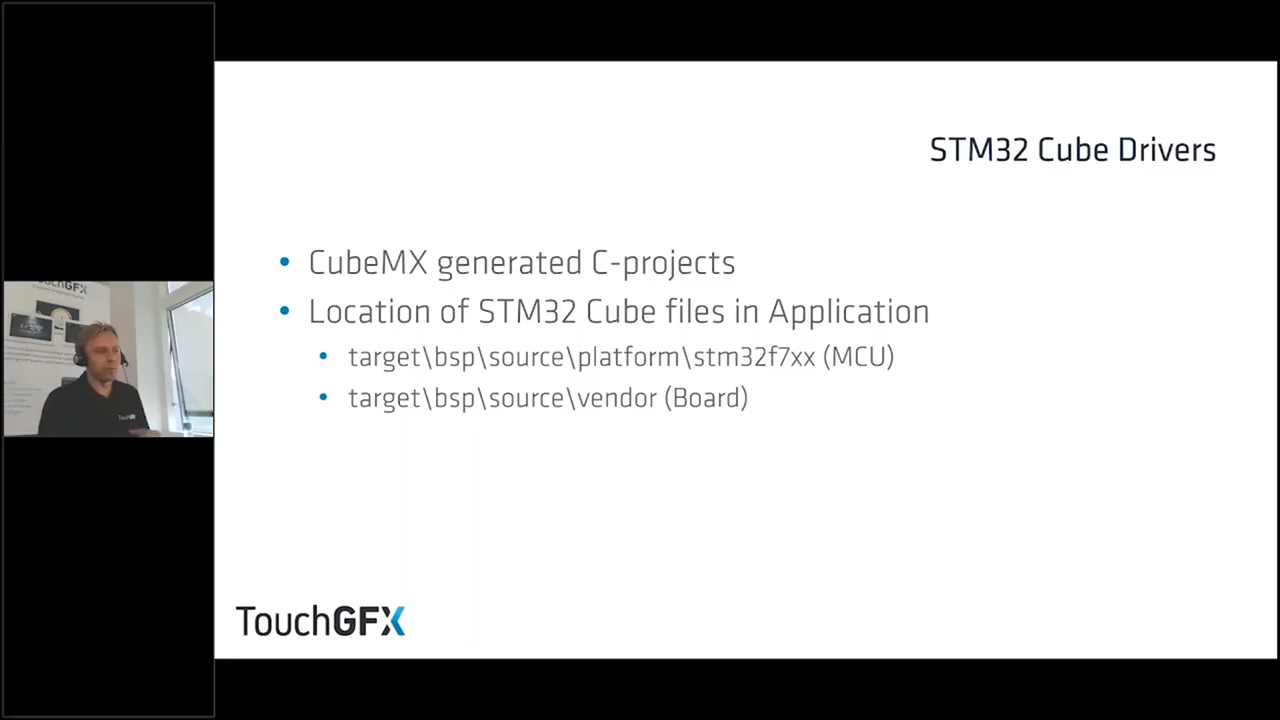 STM32 Cube Drivers
• CubeMX generated C-projects
• Location of STM32 Cube files in Application
• target\bsp\source\platform\stm32f7xx (MCU)
• target\bsp\source\vendor (Board)
TouchGFX